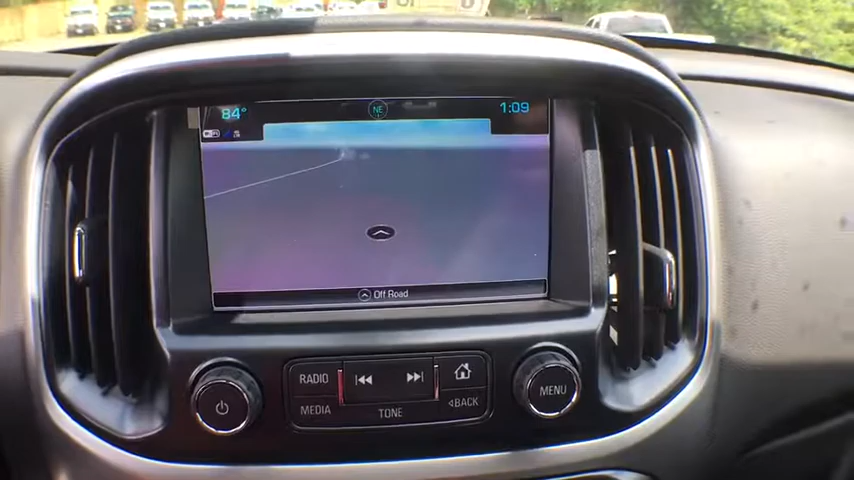 84° NE 1:09
Off Road
RADIO
MEDIA
TONE
BACK
MENU